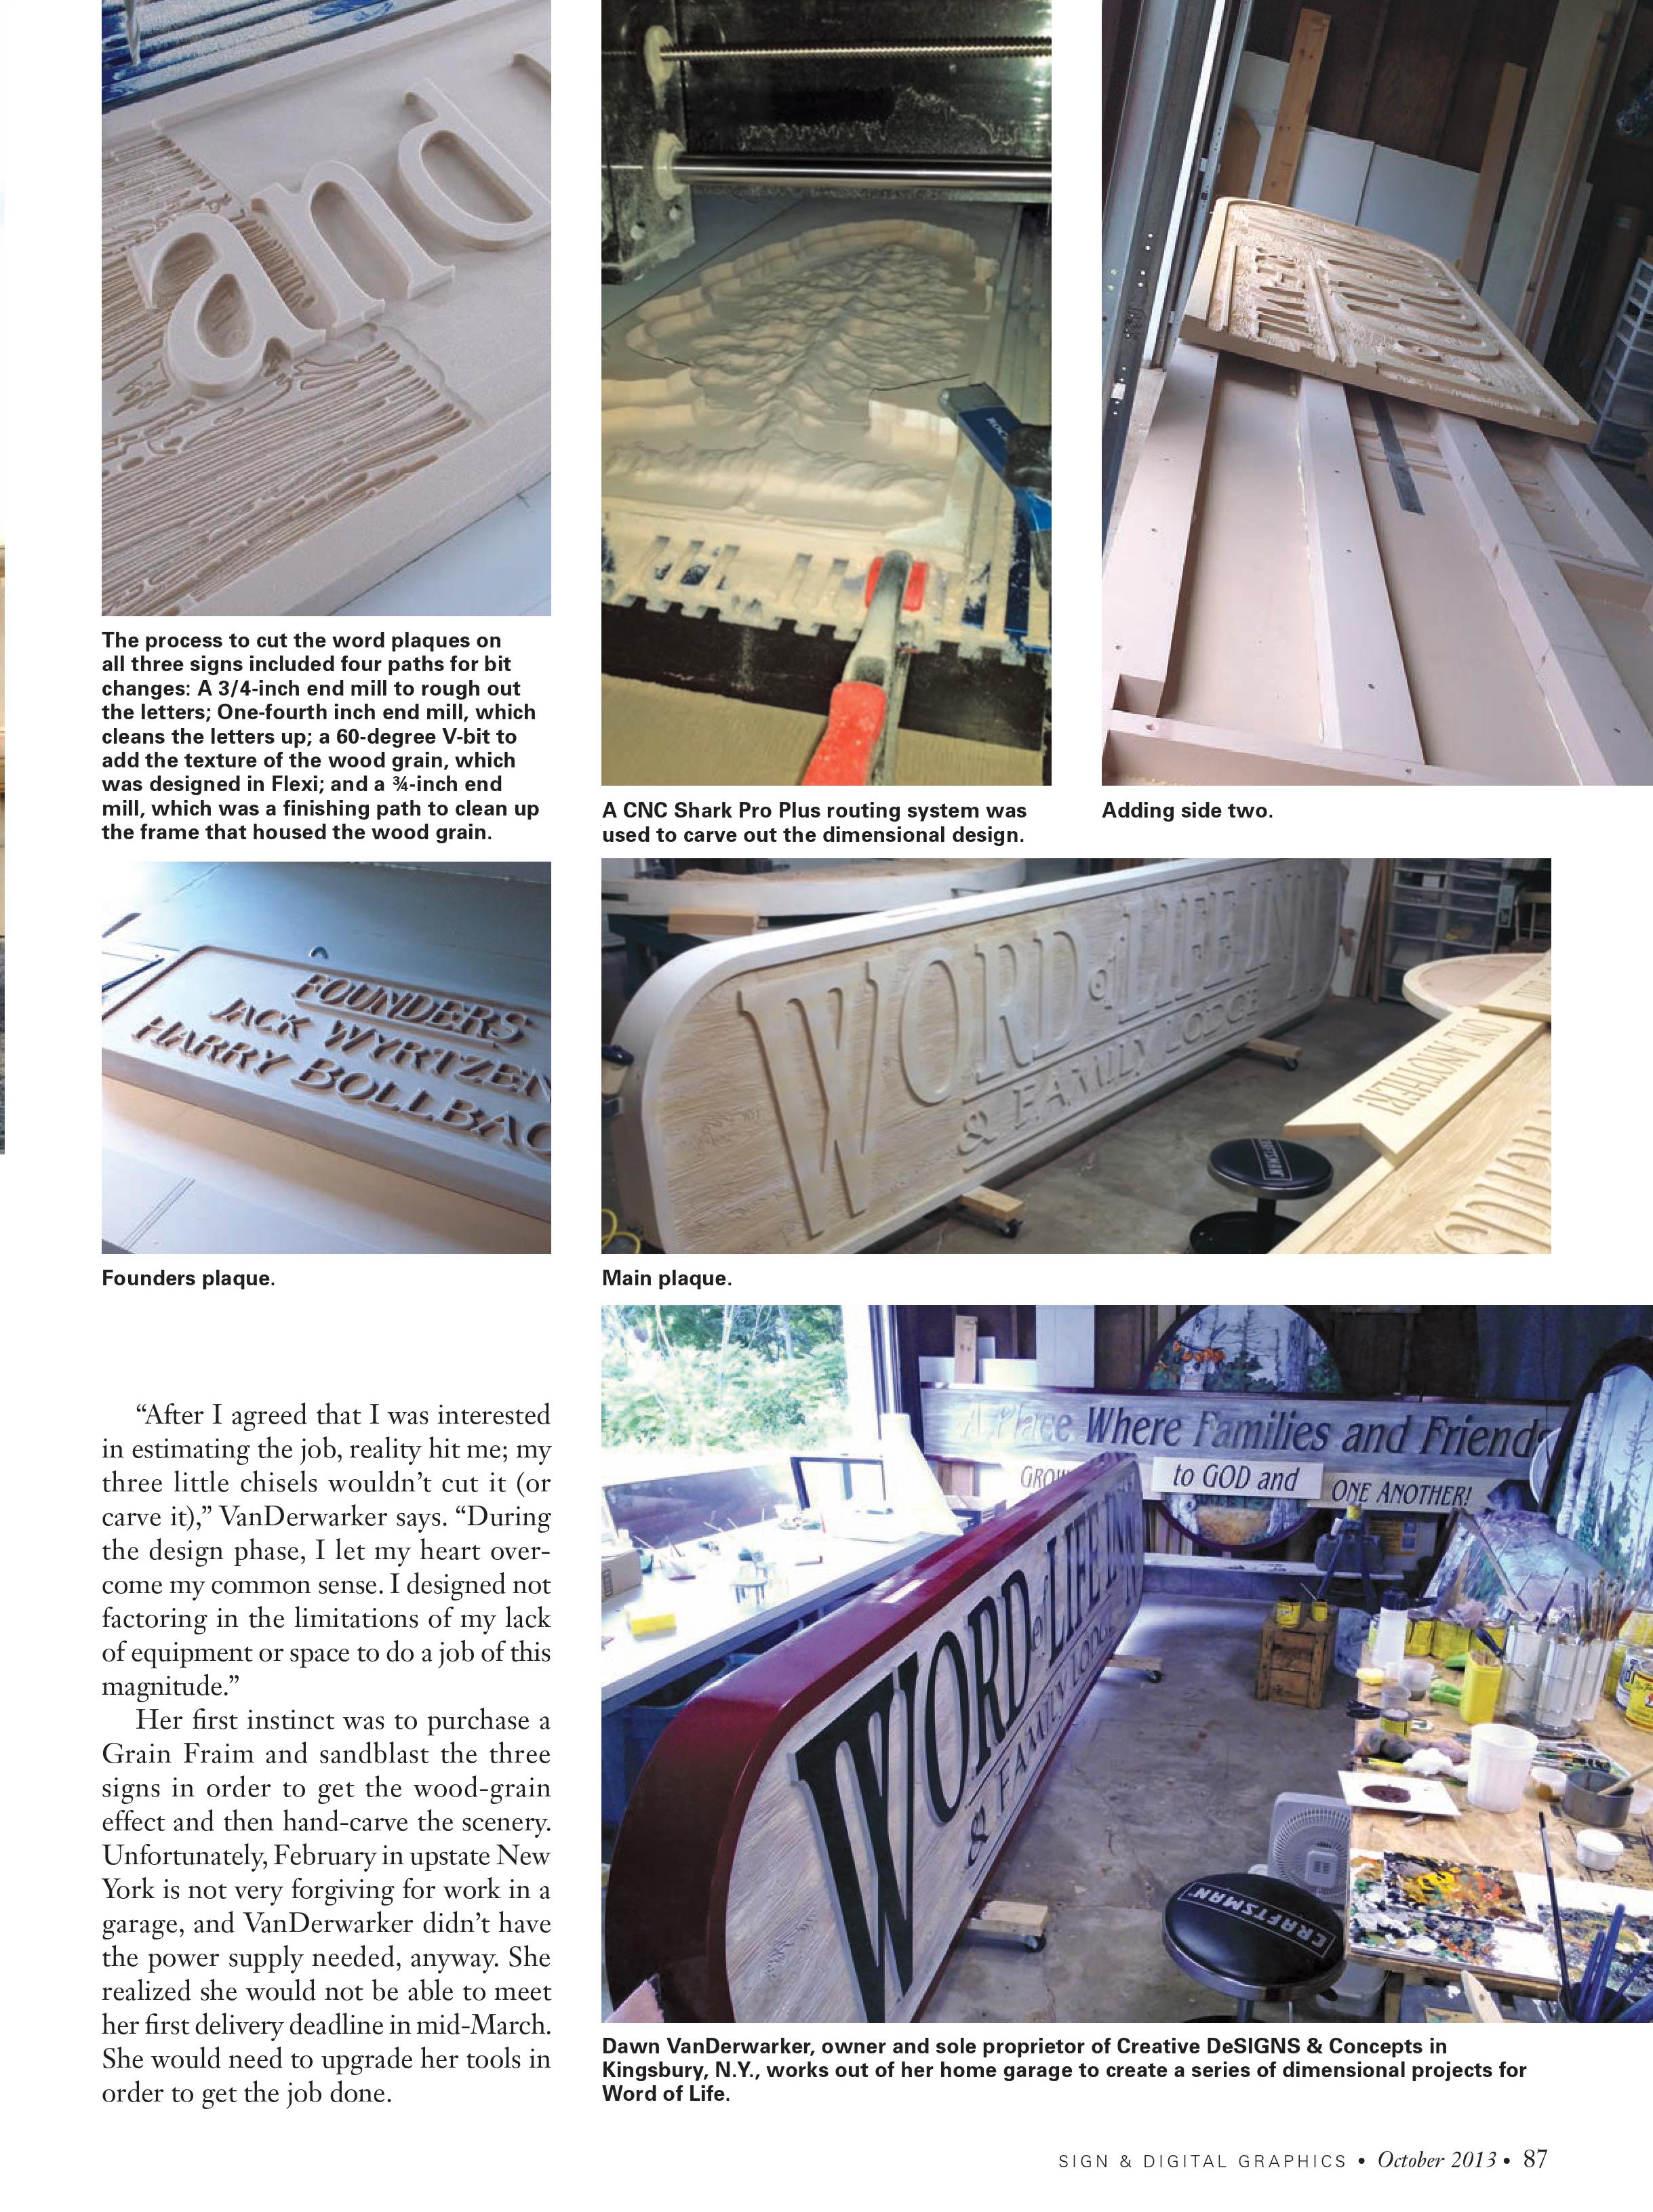 and
The process to cut the word plaques on
all three signs included four paths for bit
changes: A 3/4-inch end mill to rough out
the letters; One-fourth inch end mill, which
cleans the letters up; a 60-degree V-bit to
add the texture of the wood grain, which
was designed in Flexi; and a ¾-inch end
mill, which was a finishing path to clean up
the frame that housed the wood grain.
A CNC Shark Pro Plus routing system was
used to carve out the dimensional design.
Adding side two.
FOUNDERS
JACK WYRTZEN
HARRY BOLLBAC
Founders plaque.
WORD of LIFE INN
& FAMILY LODGE
ONE ANOTHER!
CRAFTSMAN
Main plaque.
“After I agreed that I was interested
in estimating the job, reality hit me; my
three little chisels wouldn’t cut it (or
carve it),” VanDerwarker says. “During
the design phase, I let my heart over-
come my common sense. I designed not
factoring in the limitations of my lack
of equipment or space to do a job of this
magnitude.”
Her first instinct was to purchase a
Grain Fraim and sandblast the three
signs in order to get the wood-grain
effect and then hand-carve the scenery.
Unfortunately, February in upstate New
York is not very forgiving for work in a
garage, and VanDerwarker didn’t have
the power supply needed, anyway. She
realized she would not be able to meet
her first delivery deadline in mid-March.
She would need to upgrade her tools in
order to get the job done.
A Place Where Families and Friends
GROW
to GOD and
ONE ANOTHER!
WORD of LIFE INN
& FAMILY LODGE
CRAFTSMAN
Dawn VanDerwarker, owner and sole proprietor of Creative DeSIGNS & Concepts in
Kingsbury, N.Y., works out of her home garage to create a series of dimensional projects for
Word of Life.
SIGN & DIGITAL GRAPHICS • October 2013 • 87